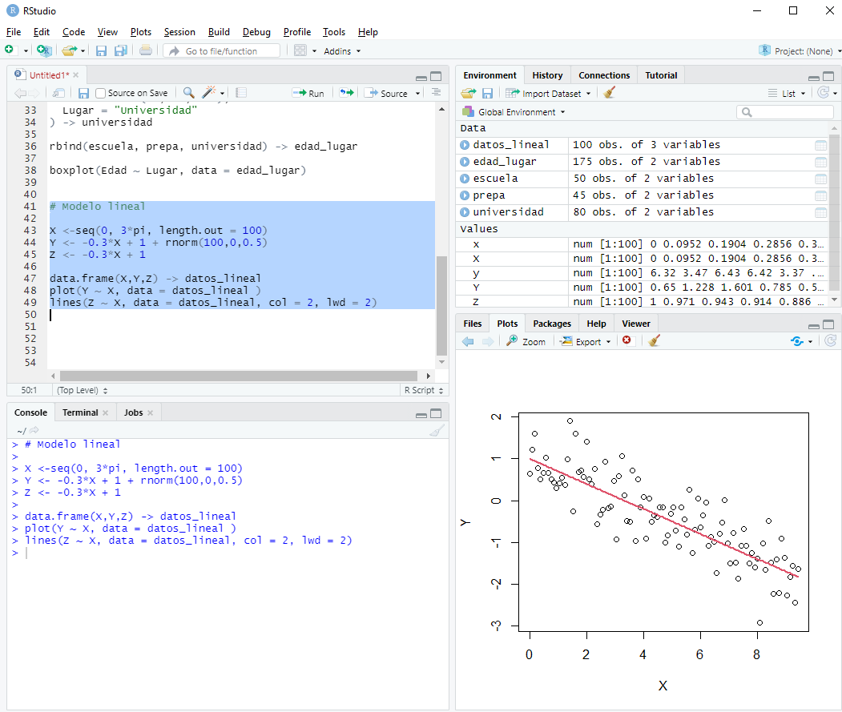 RStudio
File Edit Code View Plots Session Build Debug Profile Tools Help
Go to file/function Addins Project: (None)
Untitled1*
Source on Save Run Source
33 Lugar = "Universidad"
34 ) -> universidad
35
36 rbind(escuela, prepa, universidad) -> edad_lugar
37
38 boxplot(Edad ~ Lugar, data = edad_lugar)
39
40
41 # Modelo lineal
42
43 X <-seq(0, 3*pi, length.out = 100)
44 Y <- -0.3*X + 1 + rnorm(100,0,0.5)
45 Z <- -0.3*X + 1
46
47 data.frame(X,Y,Z) -> datos_lineal
48 plot(Y ~ X, data = datos_lineal )
49 lines(Z ~ X, data = datos_lineal, col = 2, lwd = 2)
50
51
52
53
54
50:1 (Top Level) R Script
Console Terminal Jobs
~/
> # Modelo lineal
>
> X <-seq(0, 3*pi, length.out = 100)
> Y <- -0.3*X + 1 + rnorm(100,0,0.5)
> Z <- -0.3*X + 1
>
> data.frame(X,Y,Z) -> datos_lineal
> plot(Y ~ X, data = datos_lineal )
> lines(Z ~ X, data = datos_lineal, col = 2, lwd = 2)
>
Environment History Connections Tutorial
Import Dataset List
Global Environment
Data
datos_lineal 100 obs. of 3 variables
edad_lugar 175 obs. of 2 variables
escuela 50 obs. of 2 variables
prepa 45 obs. of 2 variables
universidad 80 obs. of 2 variables
Values
x num [1:100] 0 0.0952 0.1904 0.2856 0.3...
X num [1:100] 0 0.0952 0.1904 0.2856 0.3...
y num [1:100] 6.32 3.47 6.43 6.42 3.37 ...
Y num [1:100] 0.65 1.228 1.601 0.785 0.5...
Z num [1:100] 1 0.971 0.943 0.914 0.886 ...
Files Plots Packages Help Viewer
Zoom Export
2
1
0
-1
-2
-3
Y
0 2 4 6 8
X